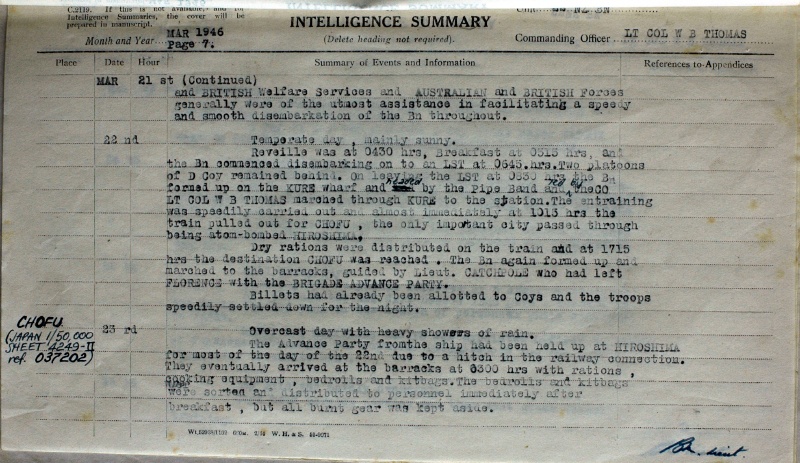 C.2119. If this is not available, and for
Intelligence Summaries, the cover will be
prepared in manuscript.
INTELLIGENCE SUMMARY
NZ BN
Month and Year MAR 1946
Page 7.
(Delete heading not required).
Commanding Officer LT COL W B THOMAS
Place Date Hour Summary of Events and Information References to Appendices
MAR 21 st (Continued)
and BRITISH Welfare Services and AUSTRALIAN and BRITISH Forces
generally were of the utmost assistance in facilitating a speedy
and smooth disembarkation of the Bn throughout.
22 nd Temperate day , mainly sunny.
Reveille was at 0430 hrs, Breakfast at 0515 hrs, and
the Bn commenced disembarking on to an LST at 0645.hrs.Two platoons
of D Coy remained behind. On leaving the LST at 0830 hrs the Bn
formed up on the KURE wharf and headed by the Pipe Band and led by theCO
LT COL W B THOMAS marched through KURE to the station.The entraining
was speedily carried out and almost immediately at 1015 hrs the
train pulled out for CHOFU , the only impotant city passed through
being atom-bombed HIROSHIMA.
Dry rations were distributed on the train and at 1715
hrs the destination CHOFU was reached . The Bn again formed up and
marched to the barracks, guided by Lieut. CATCHPOLE who had left
FLORENCE with the BRIGADE ADVANCE PARTY.
Billets had already been allotted to Coys and the troops
speedily settled down for the night.
CHOFU
(JAPAN 1/50,000
SHEET 4249-II
ref. 037202)
23 rd Overcast day with heavy showers of rain.
The Advance Party fromthe ship had been held up at HIROSHIMA
for most of the day of the 22nd due to a hitch in the railway connection.
They eventually arrived at the barracks at 0300 hrs with rations ,
cooking equipment , bedrolls and kitbags.The bedrolls and kitbags
were sorted and distributed to personnel immediately after
breakfast , but all burnt gear was kept aside.
W. H. & S.
Lieut.